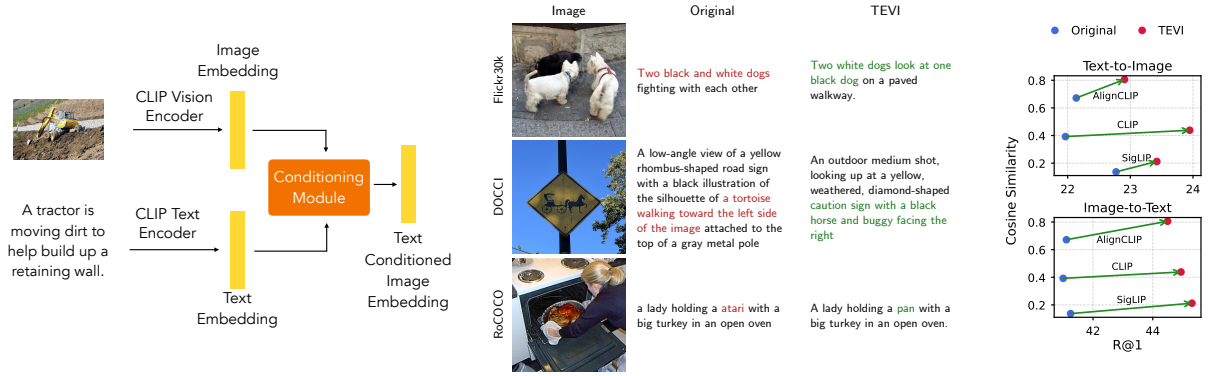 Image
Embedding
CLIP Vision
Encoder
A tractor is
moving dirt to
help build up a
retaining wall.
CLIP Text
Encoder
Text
Embedding
Conditioning
Module
Text
Conditioned
Image
Embedding
Image
Original
TEVI
Flickr30k
Two black and white dogs
fighting with each other
Two white dogs look at one
black dog on a paved
walkway.
DOCCI
A low-angle view of a yellow
rhombus-shaped road sign
with a black illustration of
the silhouette of a tortoise
walking toward the left side
of the image attached to the
top of a gray metal pole
An outdoor medium shot,
looking up at a yellow,
weathered, diamond-shaped
caution sign with a black
horse and buggy facing the
right
RoCOCO
a lady holding a atari with a
big turkey in an open oven
A lady holding a pan with a
big turkey in an open oven.
Original
TEVI
Text-to-Image
0.8
0.6
0.4
0.2
AlignCLIP
CLIP
SigLIP
22
23
24
Cosine Similarity
Image-to-Text
0.8
0.6
0.4
0.2
AlignCLIP
CLIP
SigLIP
42
44
R@1